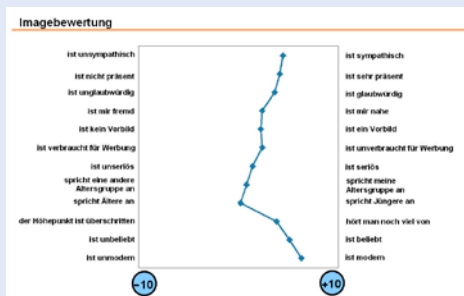 Imagebewertung
ist unsympathisch ist sympathisch
ist nicht präsent ist sehr präsent
ist unglaubwürdig ist glaubwürdig
ist mir fremd ist mir nahe
ist kein Vorbild ist ein Vorbild
ist verbraucht für Werbung ist unverbraucht für Werbung
ist unseriös ist seriös
spricht eine andere spricht meine
Altersgruppe an Altersgruppe an
spricht Ältere an spricht Jüngere an
der Höhepunkt ist überschritten hört man noch viel von
ist unbeliebt ist beliebt
ist unmodern ist modern
-10 +10